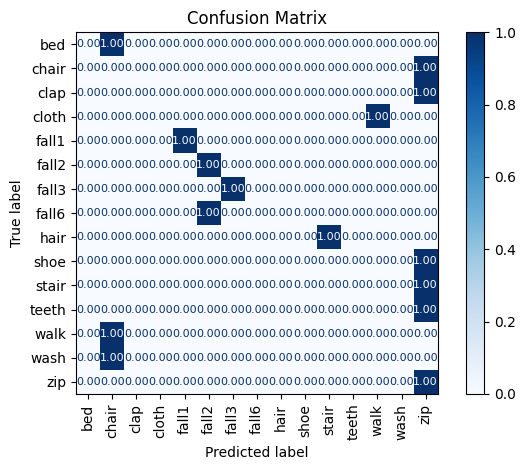 Confusion Matrix
True label
bed 0.00 1.00 0.00 0.00 0.00 0.00 0.00 0.00 0.00 0.00 0.00 0.00 0.00 0.00 0.00
chair 0.00 0.00 0.00 0.00 0.00 0.00 0.00 0.00 0.00 0.00 0.00 0.00 0.00 0.00 1.00
clap 0.00 0.00 0.00 0.00 0.00 0.00 0.00 0.00 0.00 0.00 0.00 0.00 0.00 0.00 1.00
cloth 0.00 0.00 0.00 0.00 0.00 0.00 0.00 0.00 0.00 0.00 0.00 0.00 1.00 0.00 0.00
fall1 0.00 0.00 0.00 0.00 1.00 0.00 0.00 0.00 0.00 0.00 0.00 0.00 0.00 0.00 0.00
fall2 0.00 0.00 0.00 0.00 0.00 1.00 0.00 0.00 0.00 0.00 0.00 0.00 0.00 0.00 0.00
fall3 0.00 0.00 0.00 0.00 0.00 0.00 1.00 0.00 0.00 0.00 0.00 0.00 0.00 0.00 0.00
fall6 0.00 0.00 0.00 0.00 0.00 1.00 0.00 0.00 0.00 0.00 0.00 0.00 0.00 0.00 0.00
hair 0.00 0.00 0.00 0.00 0.00 0.00 0.00 0.00 0.00 0.00 1.00 0.00 0.00 0.00 0.00
shoe 0.00 0.00 0.00 0.00 0.00 0.00 0.00 0.00 0.00 0.00 0.00 0.00 0.00 0.00 1.00
stair 0.00 0.00 0.00 0.00 0.00 0.00 0.00 0.00 0.00 0.00 0.00 0.00 0.00 0.00 1.00
teeth 0.00 0.00 0.00 0.00 0.00 0.00 0.00 0.00 0.00 0.00 0.00 0.00 0.00 0.00 1.00
walk 0.00 1.00 0.00 0.00 0.00 0.00 0.00 0.00 0.00 0.00 0.00 0.00 0.00 0.00 0.00
wash 0.00 1.00 0.00 0.00 0.00 0.00 0.00 0.00 0.00 0.00 0.00 0.00 0.00 0.00 0.00
zip 0.00 0.00 0.00 0.00 0.00 0.00 0.00 0.00 0.00 0.00 0.00 0.00 0.00 0.00 1.00
bed chair clap cloth fall1 fall2 fall3 fall6 hair shoe stair teeth walk wash zip
Predicted label
1.0
0.8
0.6
0.4
0.2
0.0